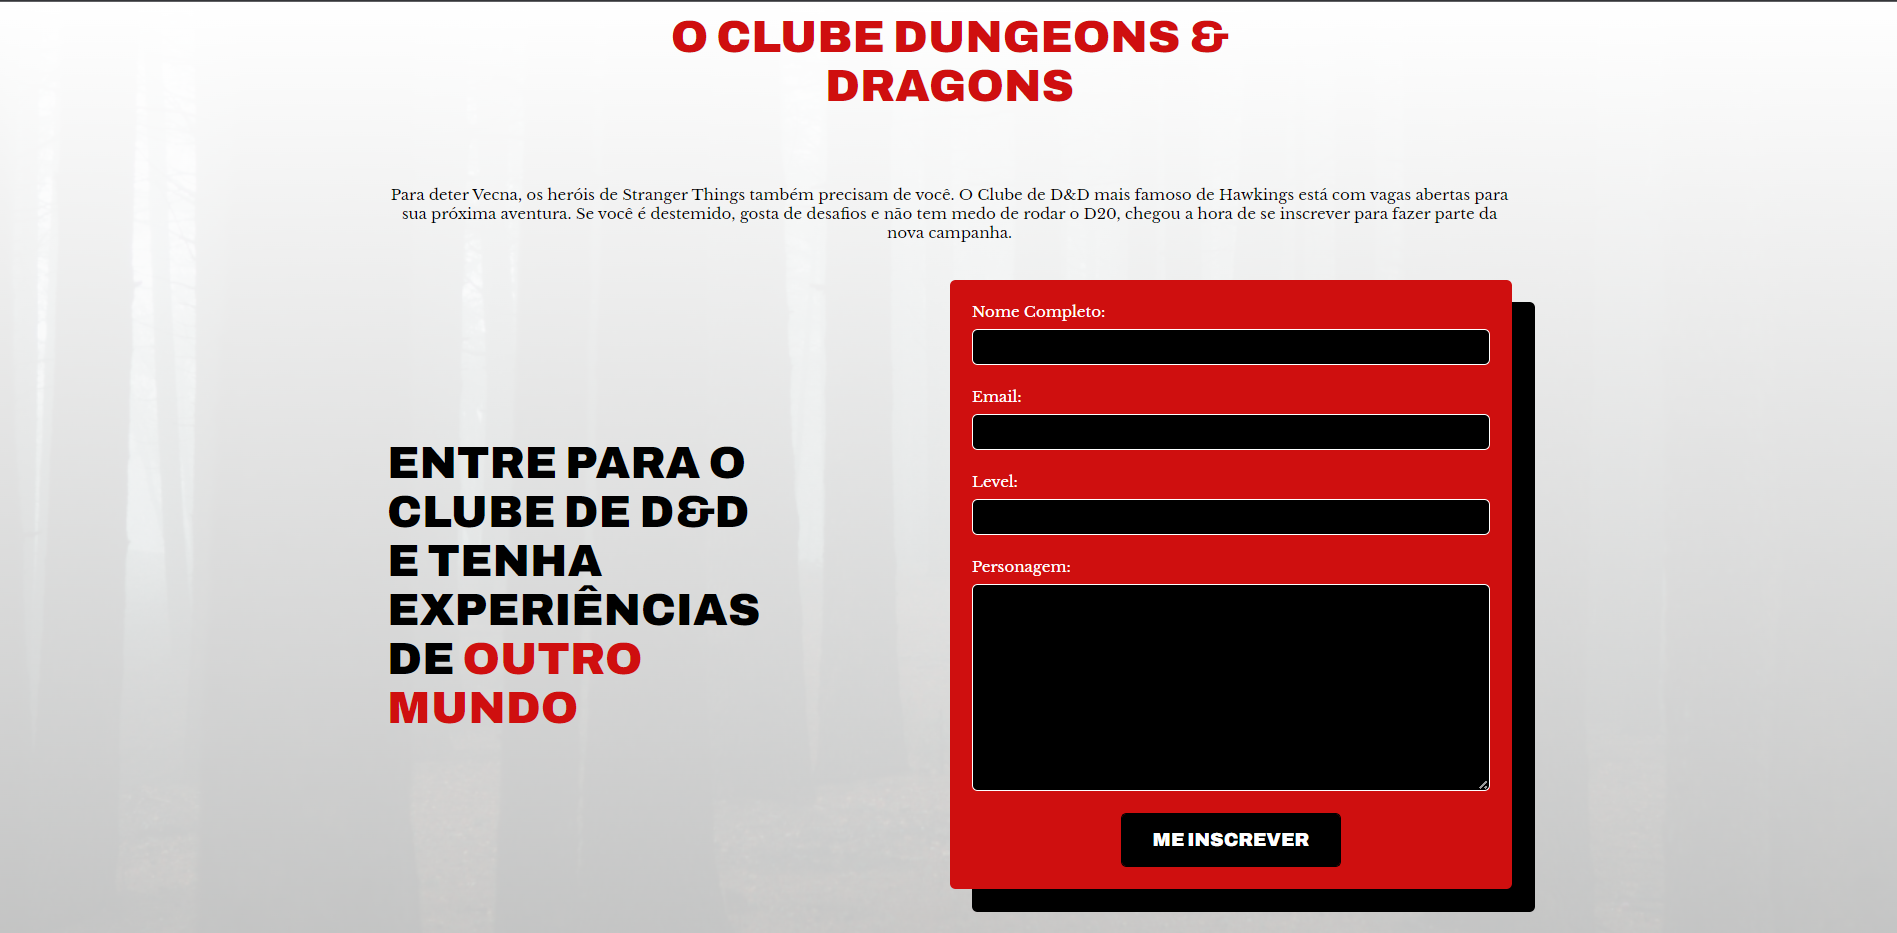 O CLUBE DUNGEONS &
DRAGONS
Para deter Vecna, os heróis de Stranger Things também precisam de você. O Clube de D&D mais famoso de Hawkings está com vagas abertas para
sua próxima aventura. Se você é destemido, gosta de desafios e não tem medo de rodar o D20, chegou a hora de se inscrever para fazer parte da
nova campanha.
ENTRE PARA O
CLUBE DE D&D
E TENHA
EXPERIÊNCIAS
DE OUTRO
MUNDO
Nome Completo:
Email:
Level:
Personagem:
ME INSCREVER